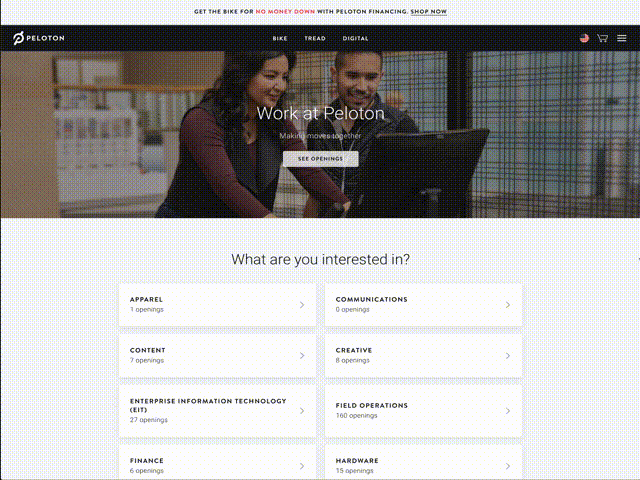 GET THE BIKE FOR NO MONEY DOWN WITH PELOTON FINANCING. SHOP NOW
PELOTON BIKE TREAD DIGITAL
Work at Peloton
Making moves together
SEE OPENINGS
What are you interested in?
APPAREL
1 openings
COMMUNICATIONS
0 openings
CONTENT
7 openings
CREATIVE
8 openings
ENTERPRISE INFORMATION TECHNOLOGY
(EIT)
27 openings
FIELD OPERATIONS
160 openings
FINANCE
6 openings
HARDWARE
15 openings